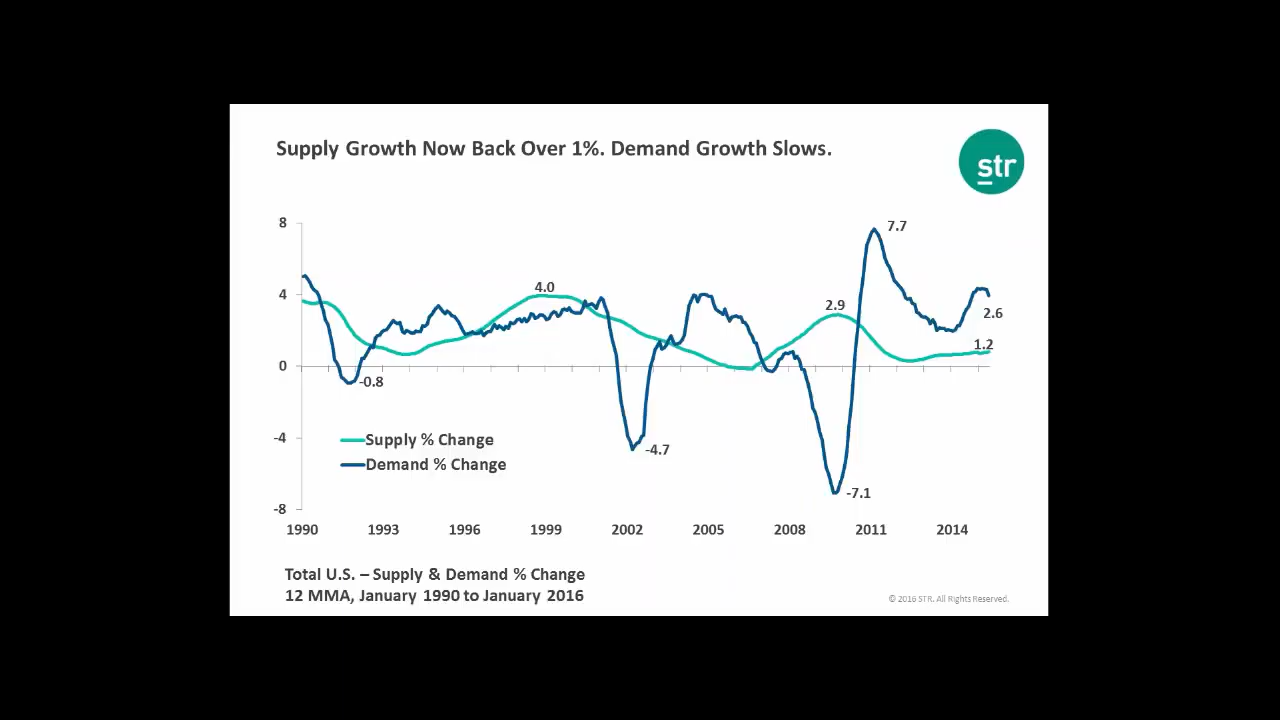 Supply Growth Now Back Over 1%. Demand Growth Slows.
str
8
7.7
4
4.0
2.9
2.6
1.2
0
-0.8
-4
Supply % Change
-4.7
Demand % Change
-7.1
-8
1990 1993 1996 1999 2002 2005 2008 2011 2014
Total U.S. – Supply & Demand % Change
12 MMA, January 1990 to January 2016
© 2016 STR. All Rights Reserved.